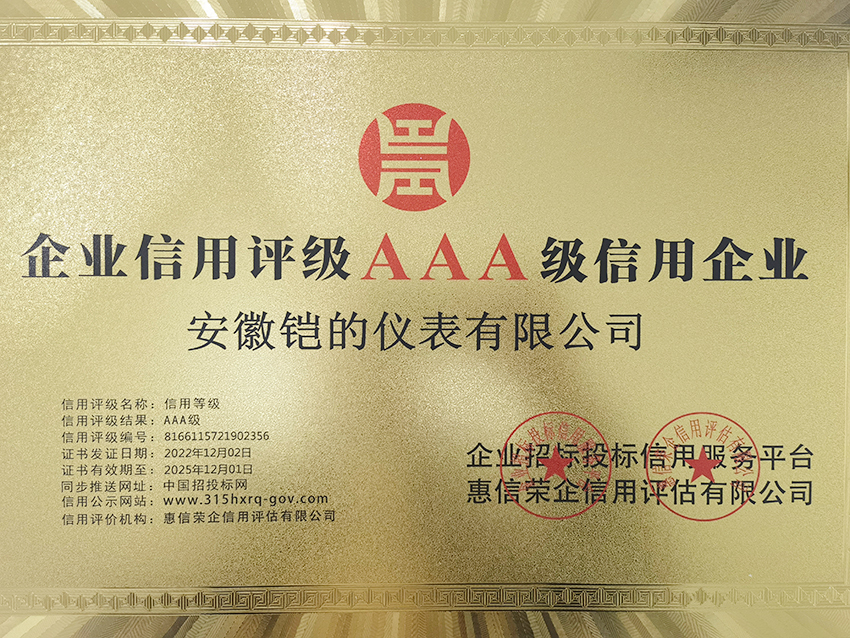 企业信用评级AAA级信用企业
安徽铠的仪表有限公司
信用评级名称：信用等级
信用评级结果：AAA级
信用评级编号：8166115721902356
证书发证日期：2022年12月02日
证书有效期至：2025年12月01日
同步推送网址：中国招投标网
信用公示网站：www.315hxrq-gov.com
信用评价机构：惠信荣企信用评估有限公司
企业招标投标信用服务平台
惠信荣企信用评估有限公司